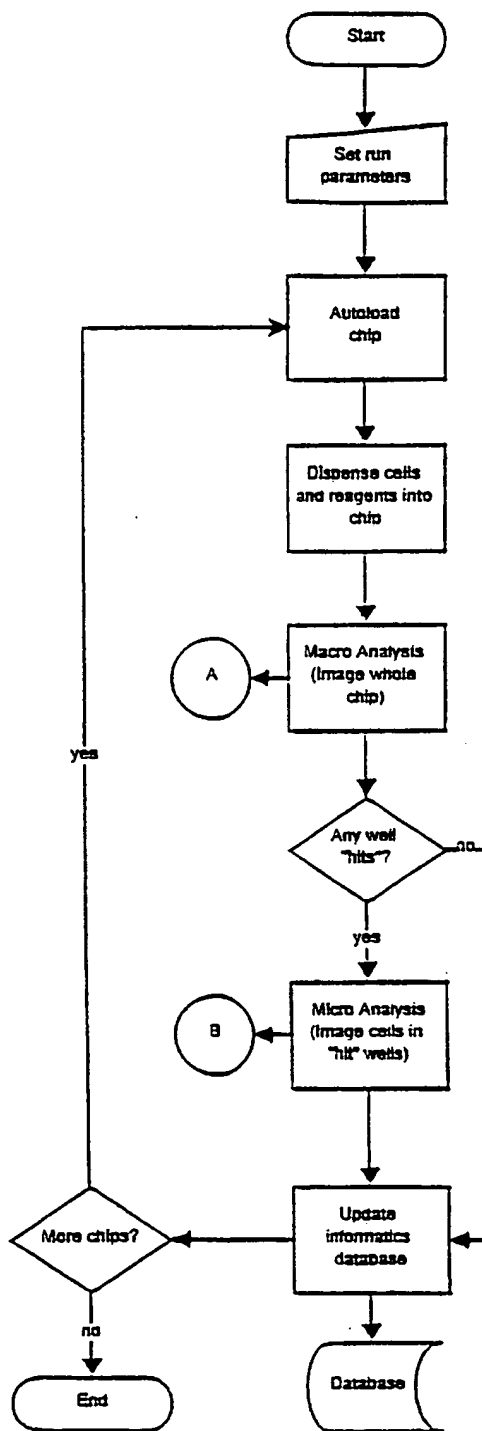 Start
Set run
parameters
Autoload
chip
Dispense cells
and reagents into
chip
Macro Analysis
(Image whole
chip)
A
yes
Any well
"hits"?
no
yes
Micro Analysis
(Image cells in
"hit" wells)
B
Update
informatics
database
More chips?
no
End
Database